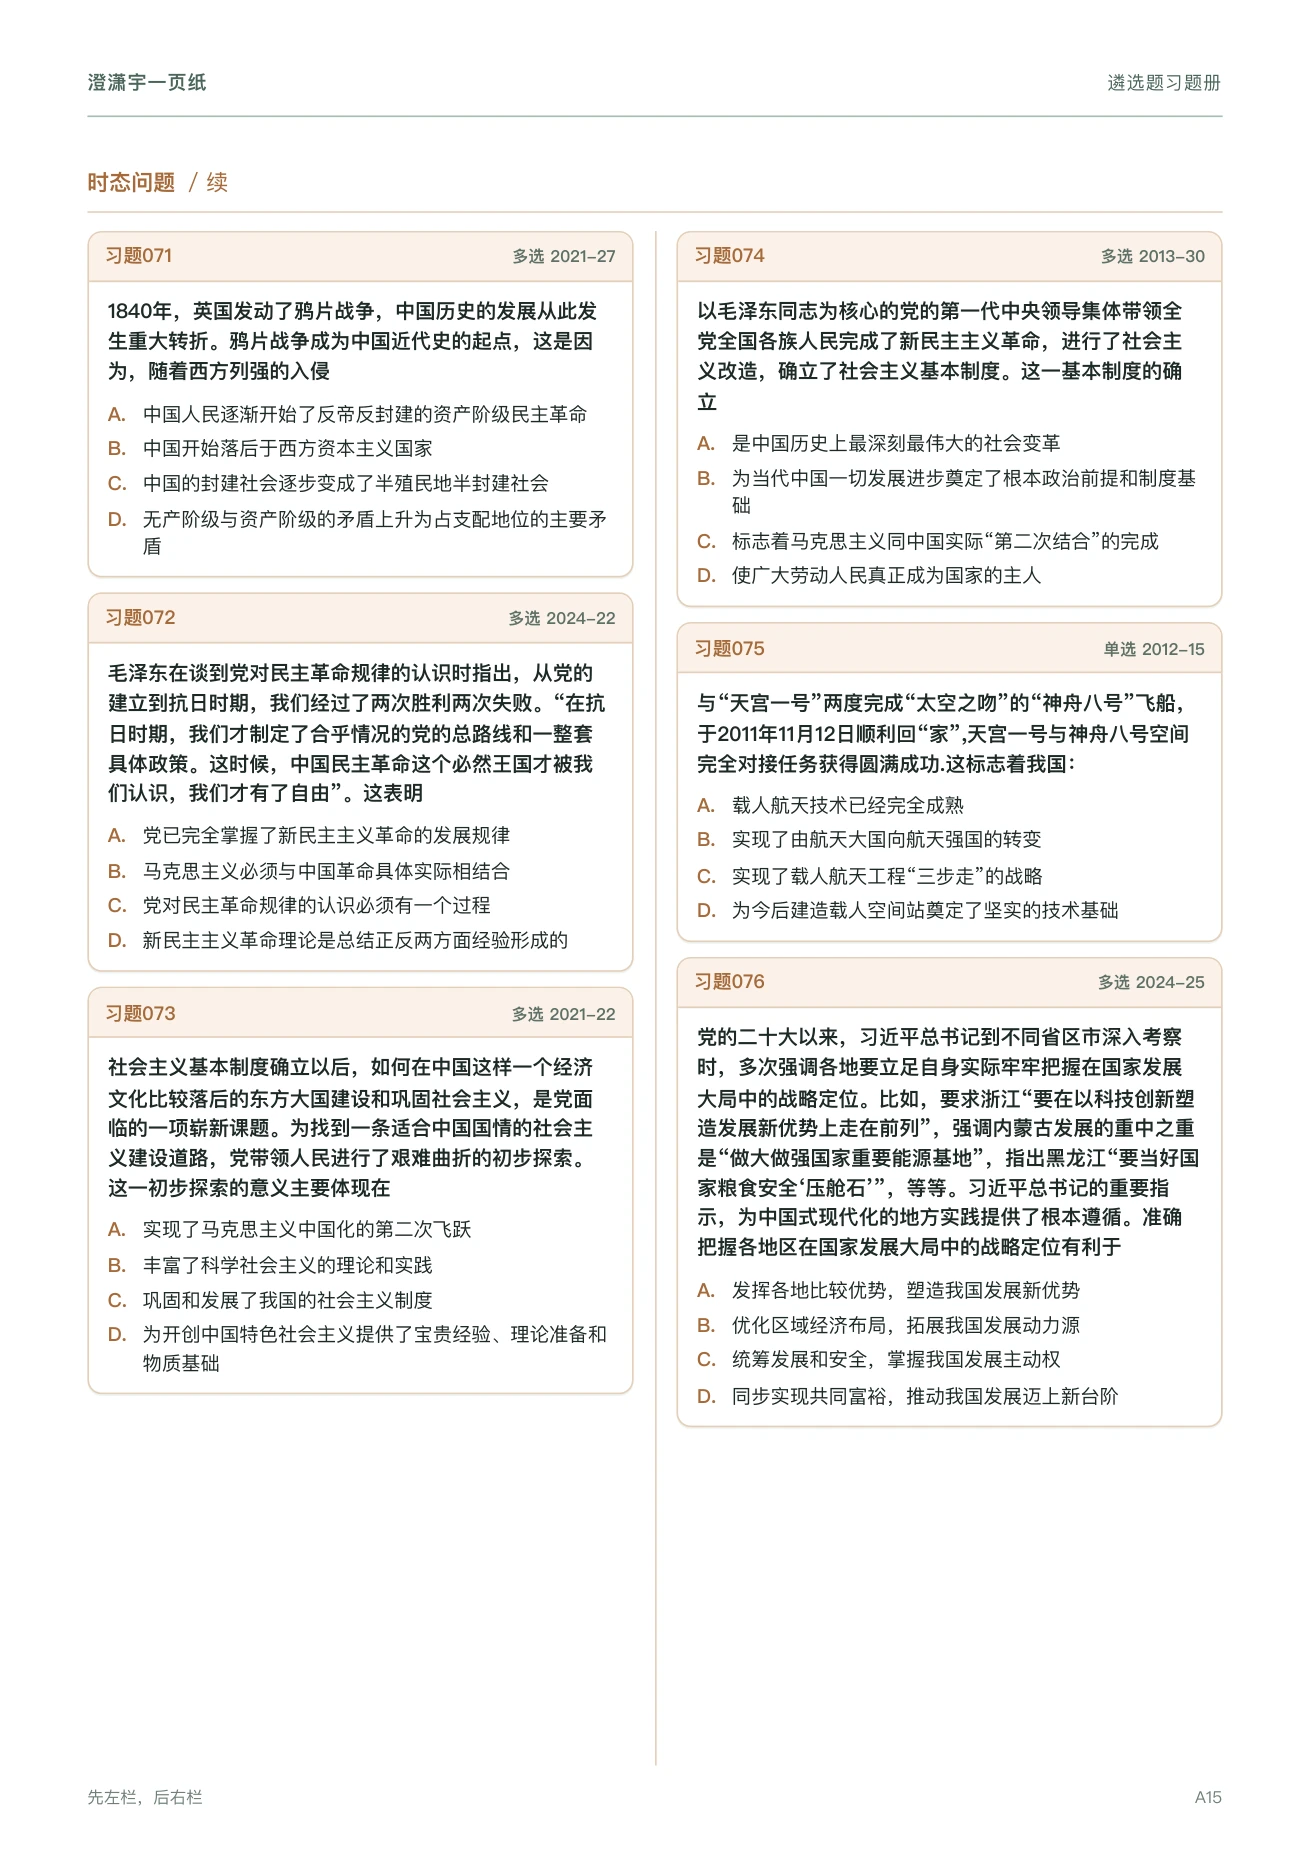 澄潇宇一页纸
遴选题习题册
时态问题 / 续
习题071
多选 2021-27
1840年，英国发动了鸦片战争，中国历史的发展从此发
生重大转折。鸦片战争成为中国近代史的起点，这是因
为，随着西方列强的入侵
A. 中国人民逐渐开始了反帝反封建的资产阶级民主革命
B. 中国开始落后于西方资本主义国家
C. 中国的封建社会逐步变成了半殖民地半封建社会
D. 无产阶级与资产阶级的矛盾上升为占支配地位的主要矛
盾
习题072
多选 2024-22
毛泽东在谈到党对民主革命规律的认识时指出，从党的
建立到抗日时期，我们经过了两次胜利两次失败。“在抗
日时期，我们才制定了合乎情况的党的总路线和一整套
具体政策。这时候，中国民主革命这个必然王国才被我
们认识，我们才有了自由”。这表明
A. 党已完全掌握了新民主主义革命的发展规律
B. 马克思主义必须与中国革命具体实际相结合
C. 党对民主革命规律的认识必须有一个过程
D. 新民主主义革命理论是总结正反两方面经验形成的
习题073
多选 2021-22
社会主义基本制度确立以后，如何在中国这样一个经济
文化比较落后的东方大国建设和巩固社会主义，是党面
临的一项崭新课题。为找到一条适合中国国情的社会主
义建设道路，党带领人民进行了艰难曲折的初步探索。
这一初步探索的意义主要体现在
A. 实现了马克思主义中国化的第二次飞跃
B. 丰富了科学社会主义的理论和实践
C. 巩固和发展了我国的社会主义制度
D. 为开创中国特色社会主义提供了宝贵经验、理论准备和
物质基础
习题074
多选 2013-30
以毛泽东同志为核心的党的第一代中央领导集体带领全
党全国各族人民完成了新民主主义革命，进行了社会主
义改造，确立了社会主义基本制度。这一基本制度的确
立
A. 是中国历史上最深刻最伟大的社会变革
B. 为当代中国一切发展进步奠定了根本政治前提和制度基
础
C. 标志着马克思主义同中国实际“第二次结合”的完成
D. 使广大劳动人民真正成为国家的主人
习题075
单选 2012-15
与“天宫一号”两度完成“太空之吻”的“神舟八号”飞船，
于2011年11月12日顺利回“家”,天宫一号与神舟八号空间
完全对接任务获得圆满成功.这标志着我国：
A. 载人航天技术已经完全成熟
B. 实现了由航天大国向航天强国的转变
C. 实现了载人航天工程“三步走”的战略
D. 为今后建造载人空间站奠定了坚实的技术基础
习题076
多选 2024-25
党的二十大以来，习近平总书记到不同省区市深入考察
时，多次强调各地要立足自身实际牢牢把握在国家发展
大局中的战略定位。比如，要求浙江“要在以科技创新塑
造发展新优势上走在前列”，强调内蒙古发展的重中之重
是“做大做强国家重要能源基地”，指出黑龙江“要当好国
家粮食安全‘压舱石’”，等等。习近平总书记的重要指
示，为中国式现代化的地方实践提供了根本遵循。准确
把握各地区在国家发展大局中的战略定位有利于
A. 发挥各地比较优势，塑造我国发展新优势
B. 优化区域经济布局，拓展我国发展动力源
C. 统筹发展和安全，掌握我国发展主动权
D. 同步实现共同富裕，推动我国发展迈上新台阶
先左栏，后右栏
A15